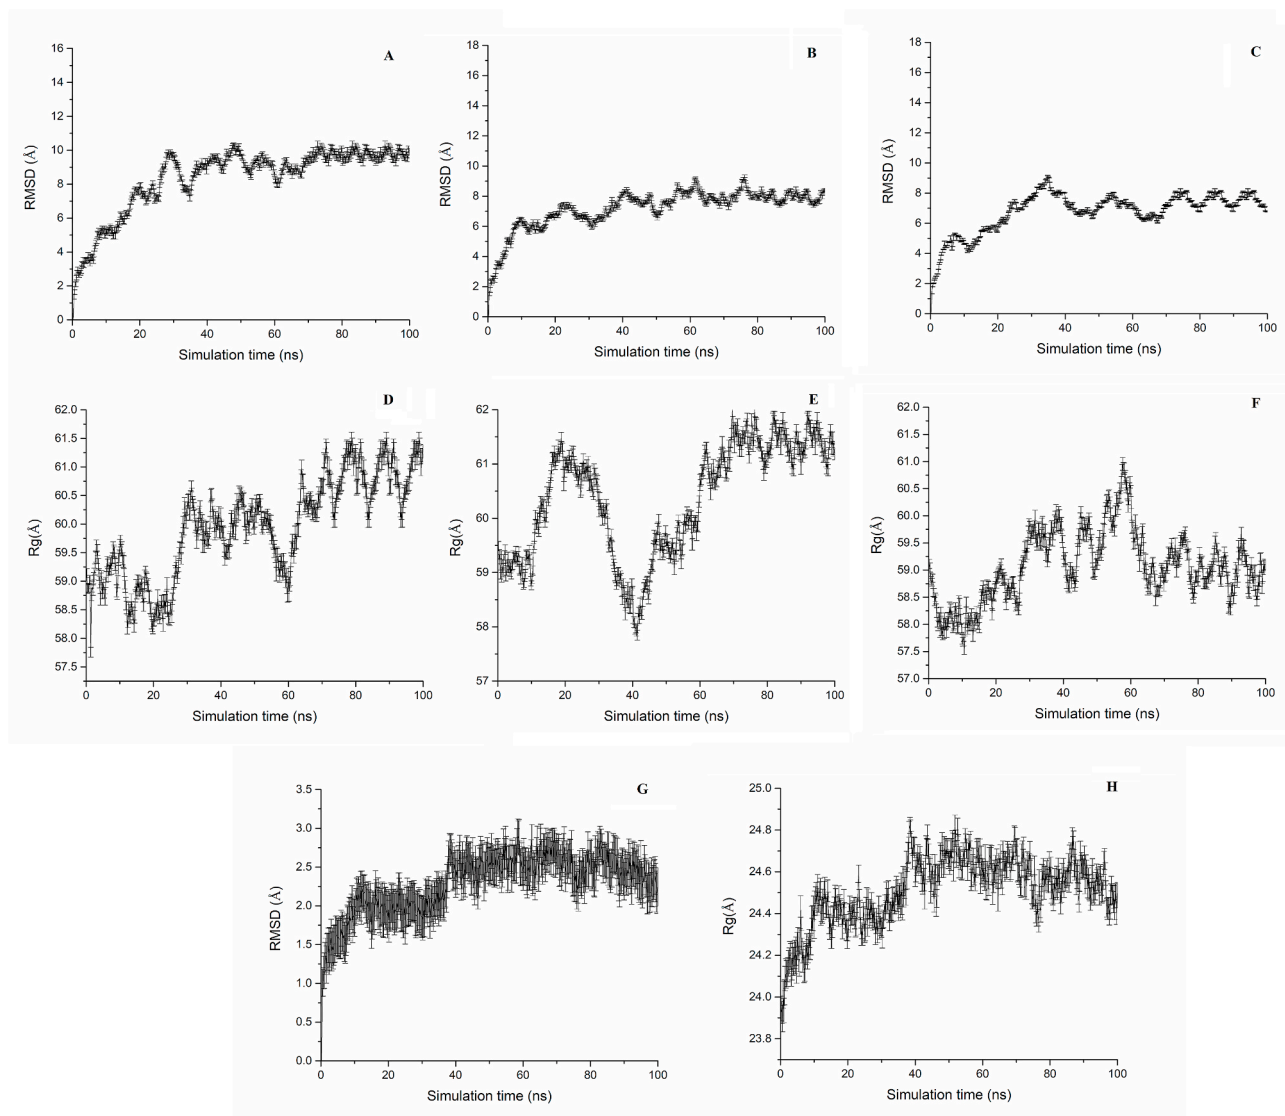 A
16
14
12
10
8
6
4
2
0
RMSD (Å)
0 20 40 60 80 100
Simulation time (ns)
B
18
16
14
12
10
8
6
4
2
0
RMSD (Å)
0 20 40 60 80 100
Simulation time (ns)
C
18
16
14
12
10
8
6
4
2
0
RMSD (Å)
0 20 40 60 80 100
Simulation time (ns)
D
62.0
61.5
61.0
60.5
60.0
59.5
59.0
58.5
58.0
57.5
Rg(Å)
0 20 40 60 80 100
Simulation time (ns)
E
62
61
60
59
58
57
Rg(Å)
0 20 40 60 80 100
Simulation time (ns)
F
62.0
61.5
61.0
60.5
60.0
59.5
59.0
58.5
58.0
57.5
57.0
Rg(Å)
0 20 40 60 80 100
Simulation time (ns)
G
3.5
3.0
2.5
2.0
1.5
1.0
0.5
0.0
RMSD (Å)
0 20 40 60 80 100
Simulation time (ns)
H
25.0
24.8
24.6
24.4
24.2
24.0
23.8
Rg(Å)
0 20 40 60 80 100
Simulation time (ns)